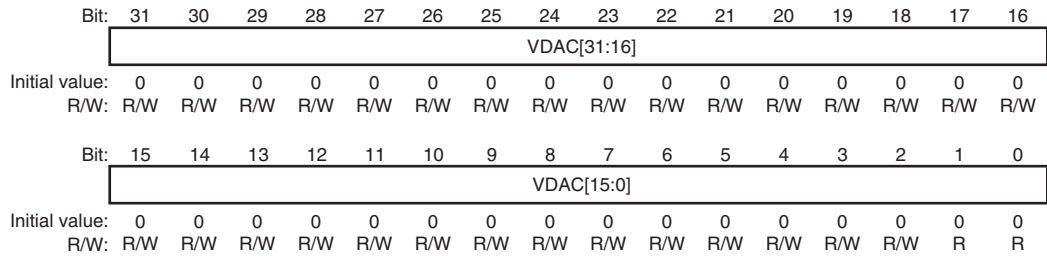 Bit: 31 30 29 28 27 26 25 24 23 22 21 20 19 18 17 16
VDAC[31:16]
Initial value: 0 0 0 0 0 0 0 0 0 0 0 0 0 0 0 0
R/W: R/W R/W R/W R/W R/W R/W R/W R/W R/W R/W R/W R/W R/W R/W R/W R/W
Bit: 15 14 13 12 11 10 9 8 7 6 5 4 3 2 1 0
VDAC[15:0]
Initial value: 0 0 0 0 0 0 0 0 0 0 0 0 0 0 0 0
R/W: R/W R/W R/W R/W R/W R/W R/W R/W R/W R/W R/W R/W R/W R/W R R